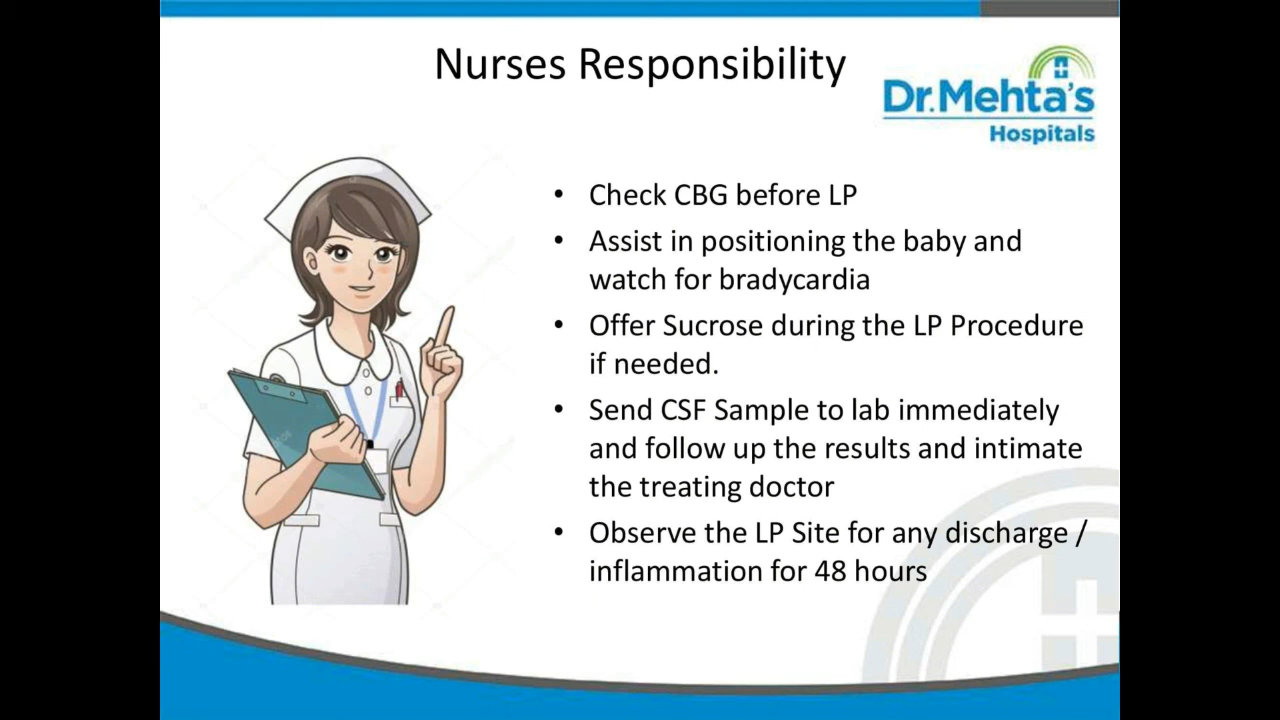 Nurses Responsibility
Dr.Mehta's
Hospitals
• Check CBG before LP
• Assist in positioning the baby and
watch for bradycardia
• Offer Sucrose during the LP Procedure
if needed.
• Send CSF Sample to lab immediately
and follow up the results and intimate
the treating doctor
• Observe the LP Site for any discharge /
inflammation for 48 hours